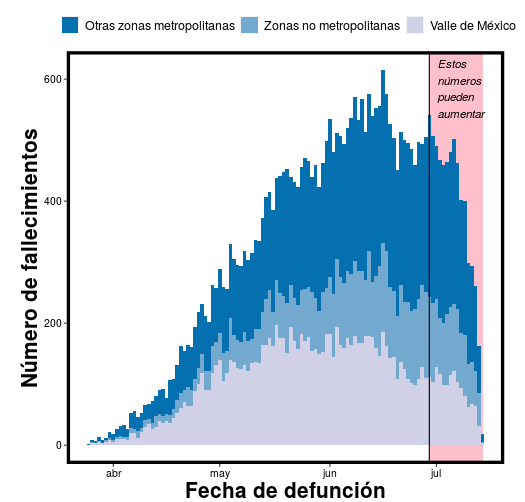 Otras zonas metropolitanas Zonas no metropolitanas Valle de México
Estos
números
pueden
aumentar
600
400
200
0
Número de fallecimientos
abr may jun jul
Fecha de defunción